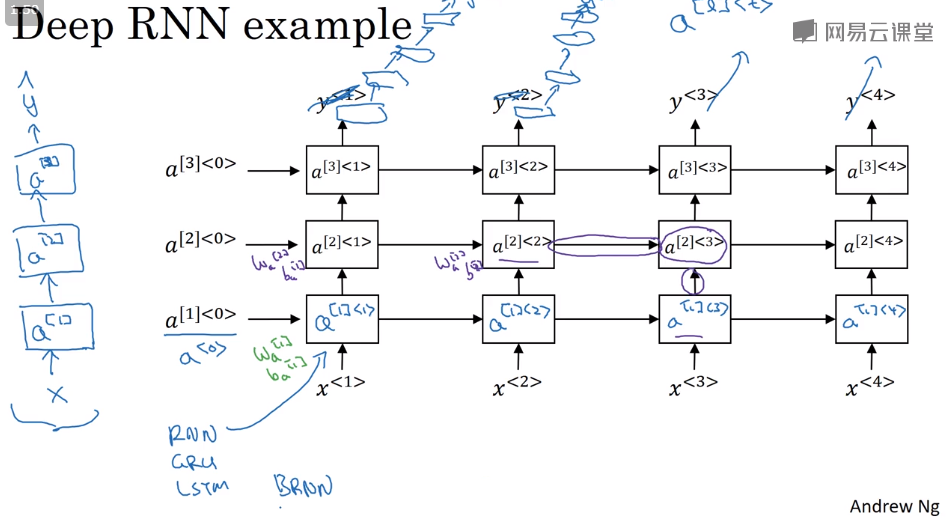 1.50
Deep RNN example
a^[l]<t>
网易云课堂
ŷ
y<1> y<2> y<3> y<4>
a^[3]
a^[3]<0> a^[3]<1> a^[3]<2> a^[3]<3> a^[3]<4>
a^[2]
a^[2]<0> a^[2]<1> a^[2]<2> a^[2]<3> a^[2]<4>
W_a^[2] b_a^[2] W_a^[2] b_a^[2]
a^[1]
a^[1]<0> a^[1]<1> a^[1]<2> a^[1]<3> a^[1]<4>
a^<0>
W_a^[1]
b_a^[1]
x
x<1> x<2> x<3> x<4>
RNN
GRU
LSTM BRNN
Andrew Ng